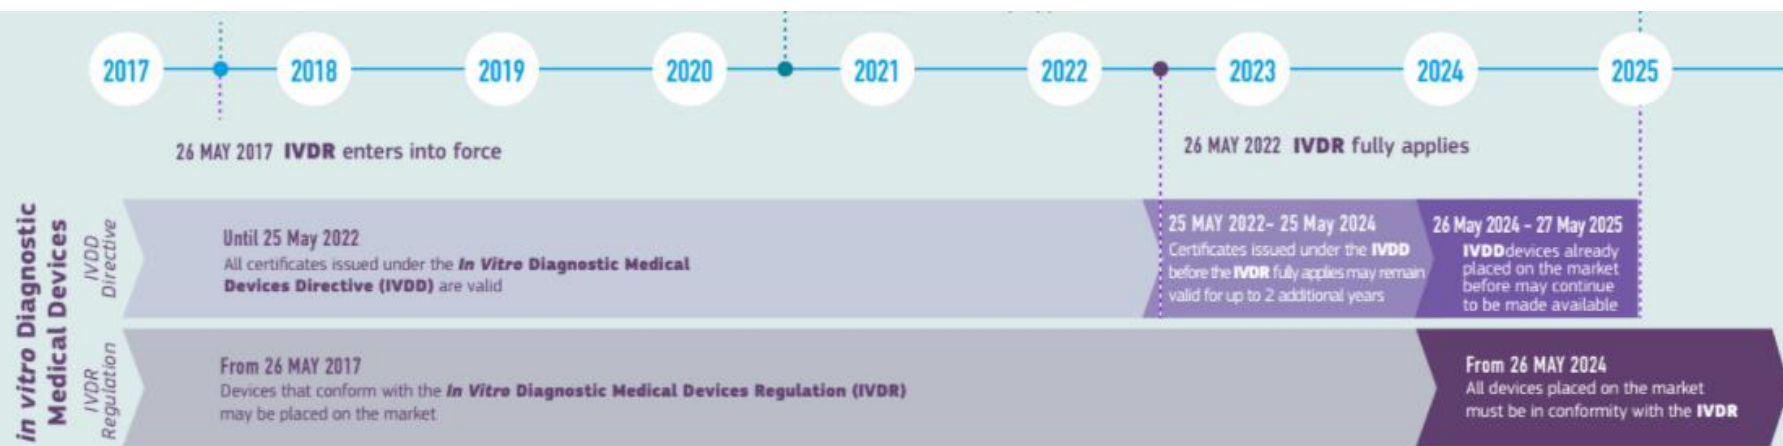 2017 2018 2019 2020 2021 2022 2023 2024 2025
26 MAY 2017 IVDR enters into force
26 MAY 2022 IVDR fully applies
in vitro Diagnostic
Medical Devices
IVDD
Directive
Until 25 May 2022
All certificates issued under the In Vitro Diagnostic Medical
Devices Directive (IVDD) are valid
25 MAY 2022– 25 May 2024
Certificates issued under the IVDD
before the IVDR fully applies may remain
valid for up to 2 additional years
26 May 2024 – 27 May 2025
IVDD devices already
placed on the market
before may continue
to be made available
IVDR
Regulation
From 26 MAY 2017
Devices that conform with the In Vitro Diagnostic Medical Devices Regulation (IVDR)
may be placed on the market
From 26 MAY 2024
All devices placed on the market
must be in conformity with the IVDR